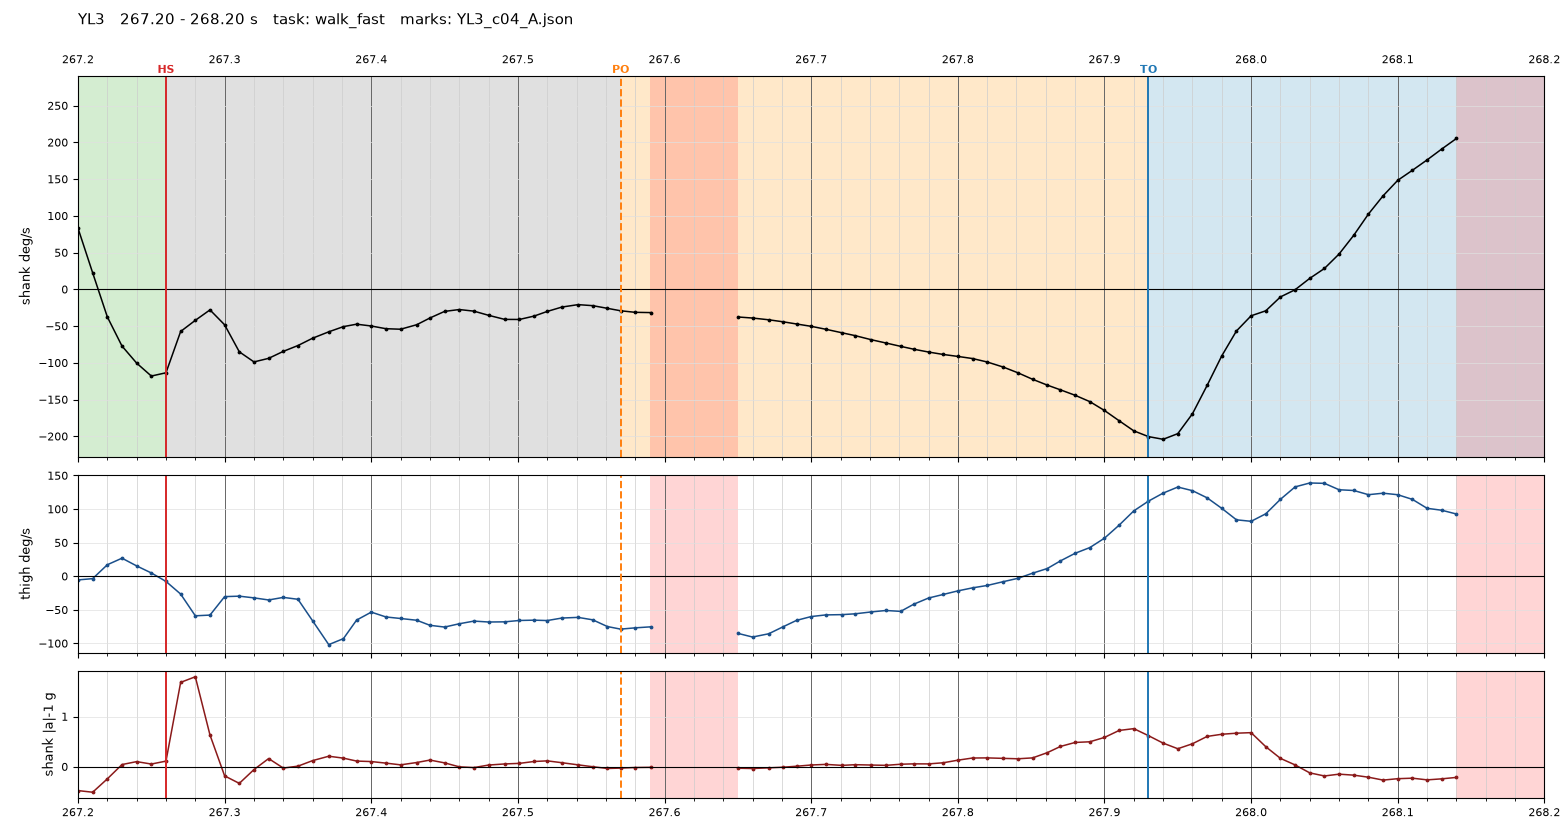 YL3   267.20 - 268.20 s   task: walk_fast   marks: YL3_c04_A.json
267.2 267.3 267.4 267.5 267.6 267.7 267.8 267.9 268.0 268.1 268.2
HS PO TO
shank deg/s
250
200
150
100
50
0
−50
−100
−150
−200
thigh deg/s
150
100
50
0
−50
−100
shank |a|-1 g
1
0
267.2 267.3 267.4 267.5 267.6 267.7 267.8 267.9 268.0 268.1 268.2